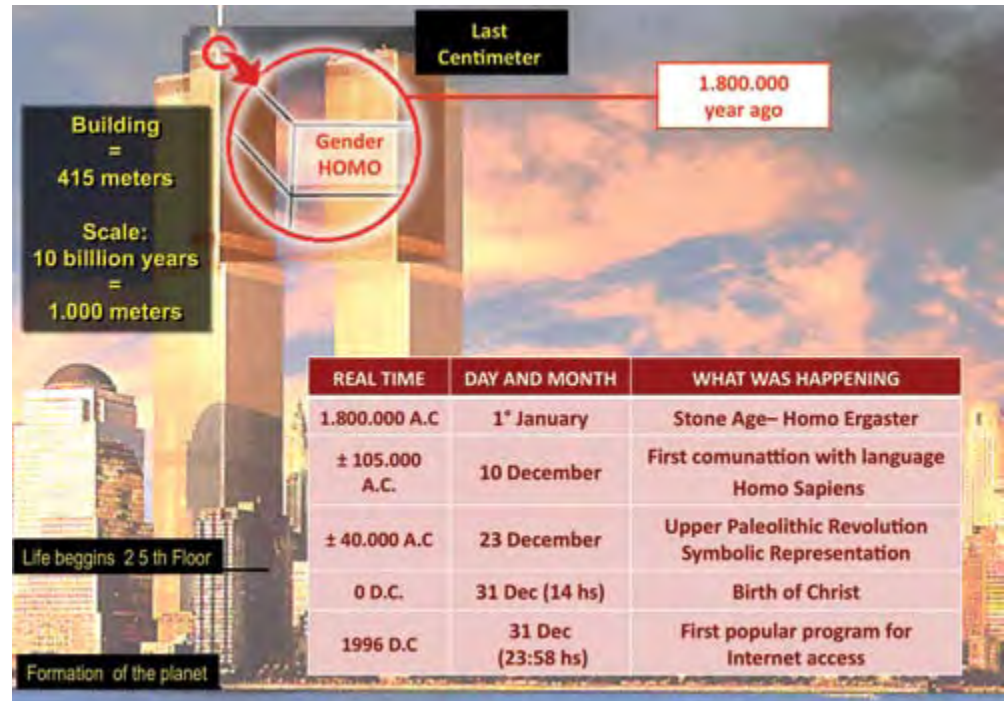 Last
Centimeter
1.800.000
year ago
Gender
HOMO
Building
=
415 meters
Scale:
10 billlion years
=
1.000 meters
REAL TIME DAY AND MONTH WHAT WAS HAPPENING
1.800.000 A.C 1° January Stone Age– Homo Ergaster
± 105.000
A.C.
10 December
First comunattion with language
Homo Sapiens
± 40.000 A.C
23 December
Upper Paleolithic Revolution
Symbolic Representation
0 D.C. 31 Dec (14 hs) Birth of Christ
1996 D.C
31 Dec
(23:58 hs)
First popular program for
Internet access
Life beggins 2 5 th Floor
Formation of the planet